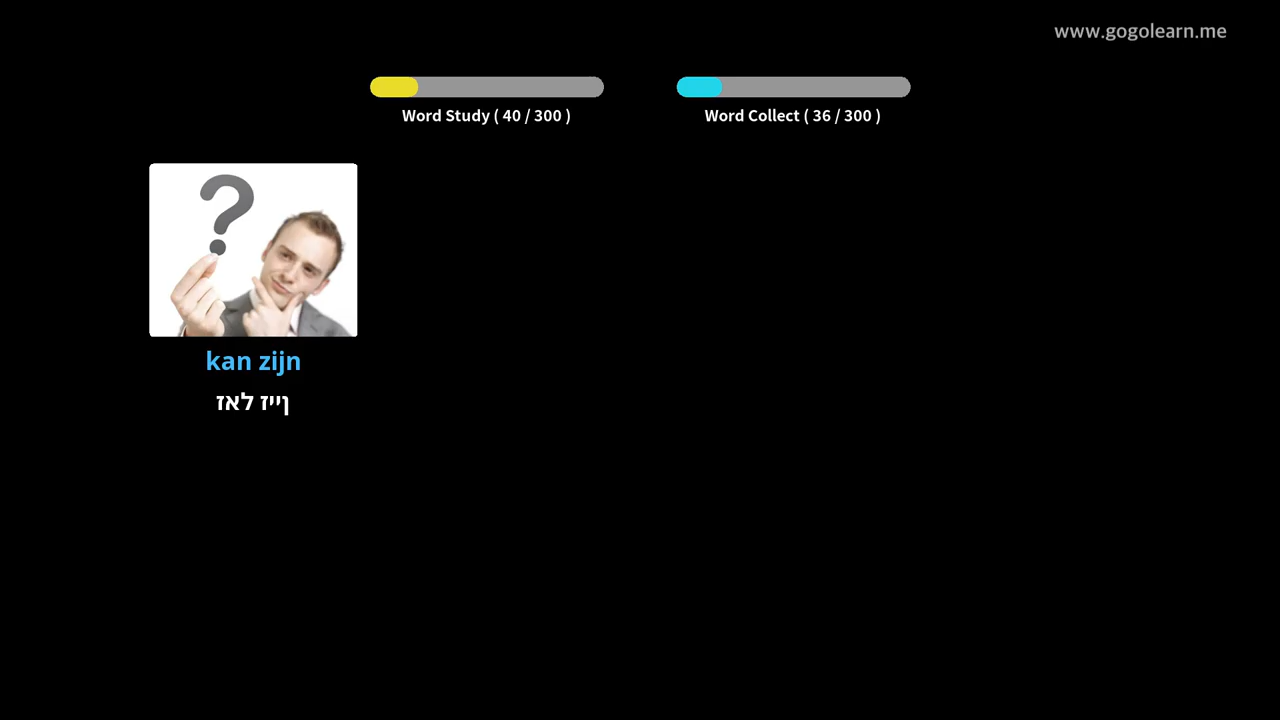 www.gogolearn.me
Word Study ( 40 / 300 )
Word Collect ( 36 / 300 )
?
kan zijn
זאל זיין